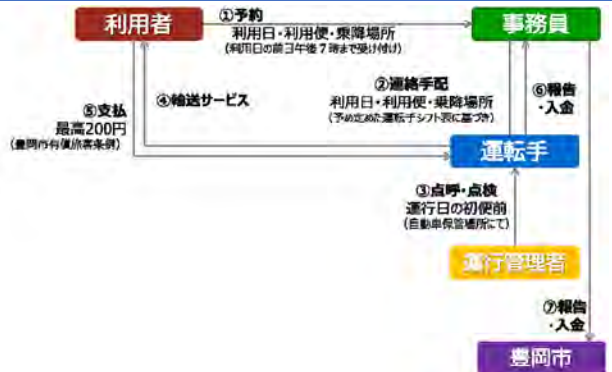 利用者
①予約
利用日・利用便・乗降場所
(利用日の前日午後7時まで受け付け)
事務員
②連絡手配
利用日・利用便・乗降場所
(予め定めた運転手シフト表に基づき)
⑥報告
・入金
④輸送サービス
⑤支払
最高200円
(豊岡市有償旅客条例)
運転手
③点呼・点検
運行日の初便前
(自動車保管場所にて)
運行管理者
⑦報告
・入金
豊岡市